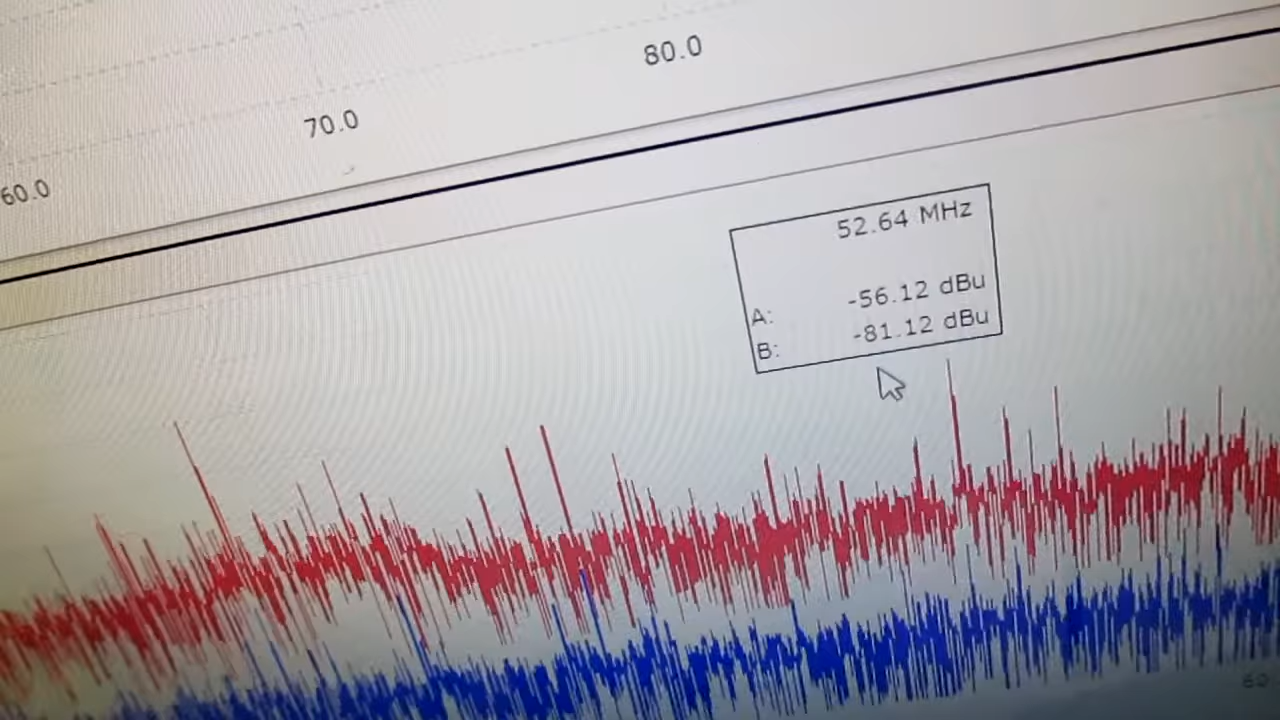 80.0
70.0
60.0
52.64 MHz
A: -56.12 dBu
B: -81.12 dBu